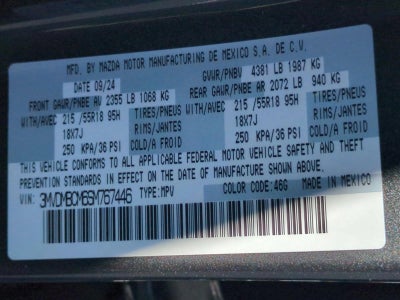 MFD. BY MAZDA MOTOR MANUFACTURING DE MEXICO S.A. DE C.V.
DATE 09/24 GVWR/PNBV 4381 LB 1987 KG
FRONT GAWR/PNBE AV 2355 LB 1068 KG REAR GAWR/PNBE AR 2072 LB 940 KG
WITH/AVEC 215/55R18 95H TIRES/PNEUS WITH/AVEC 215/55R18 95H TIRES/PNEUS
18X7J RIMS/JANTES 18X7J RIMS/JANTES
250 KPA/36 PSI COLD/A FROID 250 KPA/36 PSI COLD/A FROID
THIS VEHICLE CONFORMS TO ALL APPLICABLE FEDERAL MOTOR VEHICLE SAFETY AND THEFT
PREVENTION STANDARDS IN EFFECT ON THE DATE OF MANUFACTURE SHOWN ABOVE.
VIN: 3MVDMBCM6SM767446 TYPE:MPV COLOR CODE:46G MADE IN MEXICO